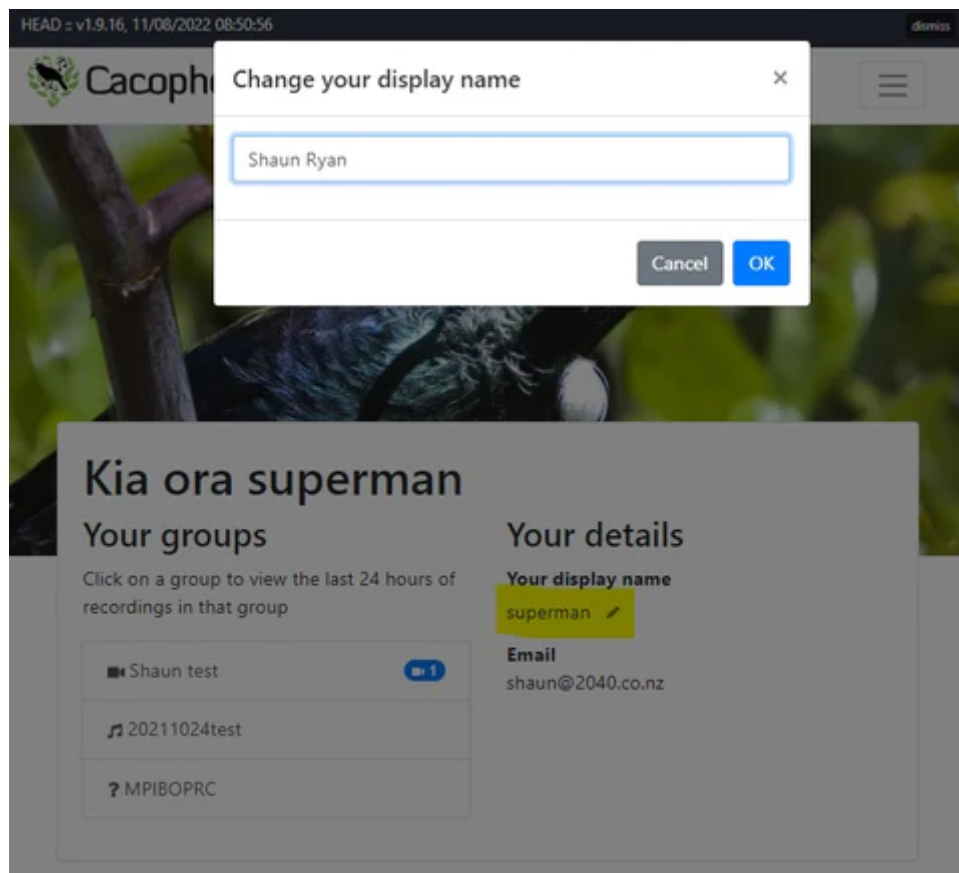 HEAD :: v1.9.16, 11/08/2022 08:50:56
dismiss
Cacoph
Change your display name
×
Shaun Ryan
Cancel
OK
Kia ora superman
Your groups
Click on a group to view the last 24 hours of
recordings in that group
Shaun test
1
20211024test
? MPIBOPRC
Your details
Your display name
superman
Email
shaun@2040.co.nz